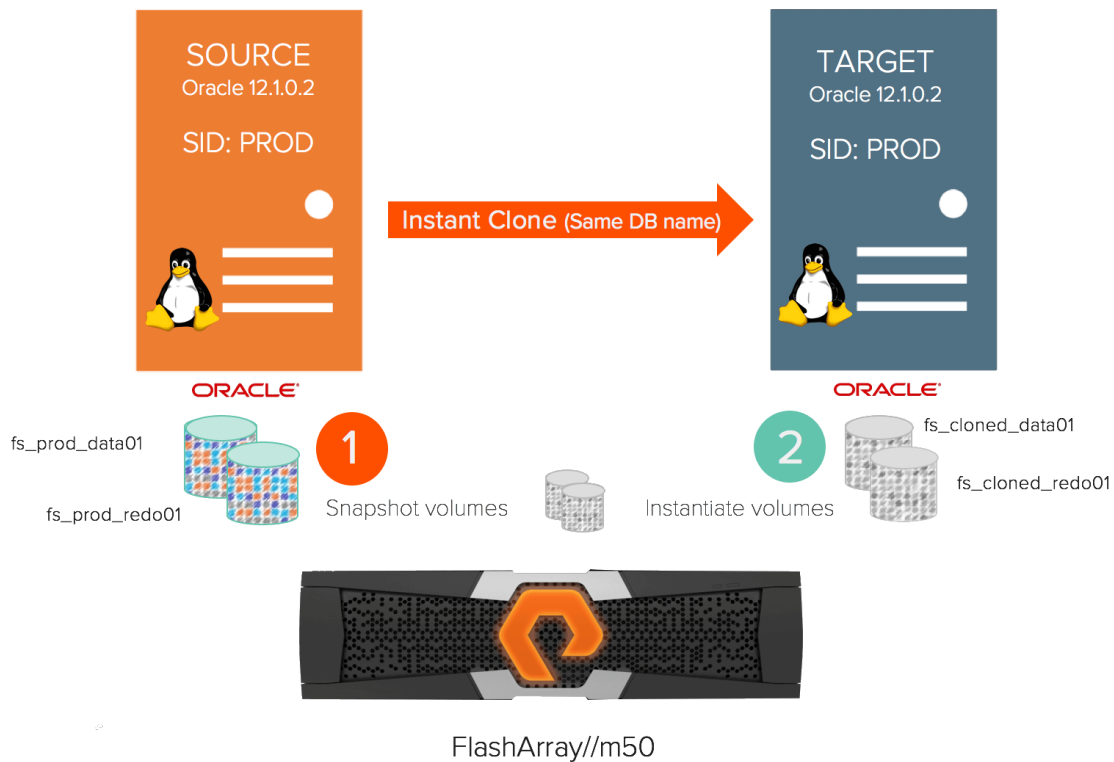 SOURCE
Oracle 12.1.0.2
SID: PROD
TARGET
Oracle 12.1.0.2
SID: PROD
Instant Clone (Same DB name)
ORACLE
ORACLE
fs_prod_data01
fs_prod_redo01
1
Snapshot volumes
2
Instantiate volumes
fs_cloned_data01
fs_cloned_redo01
FlashArray//m50